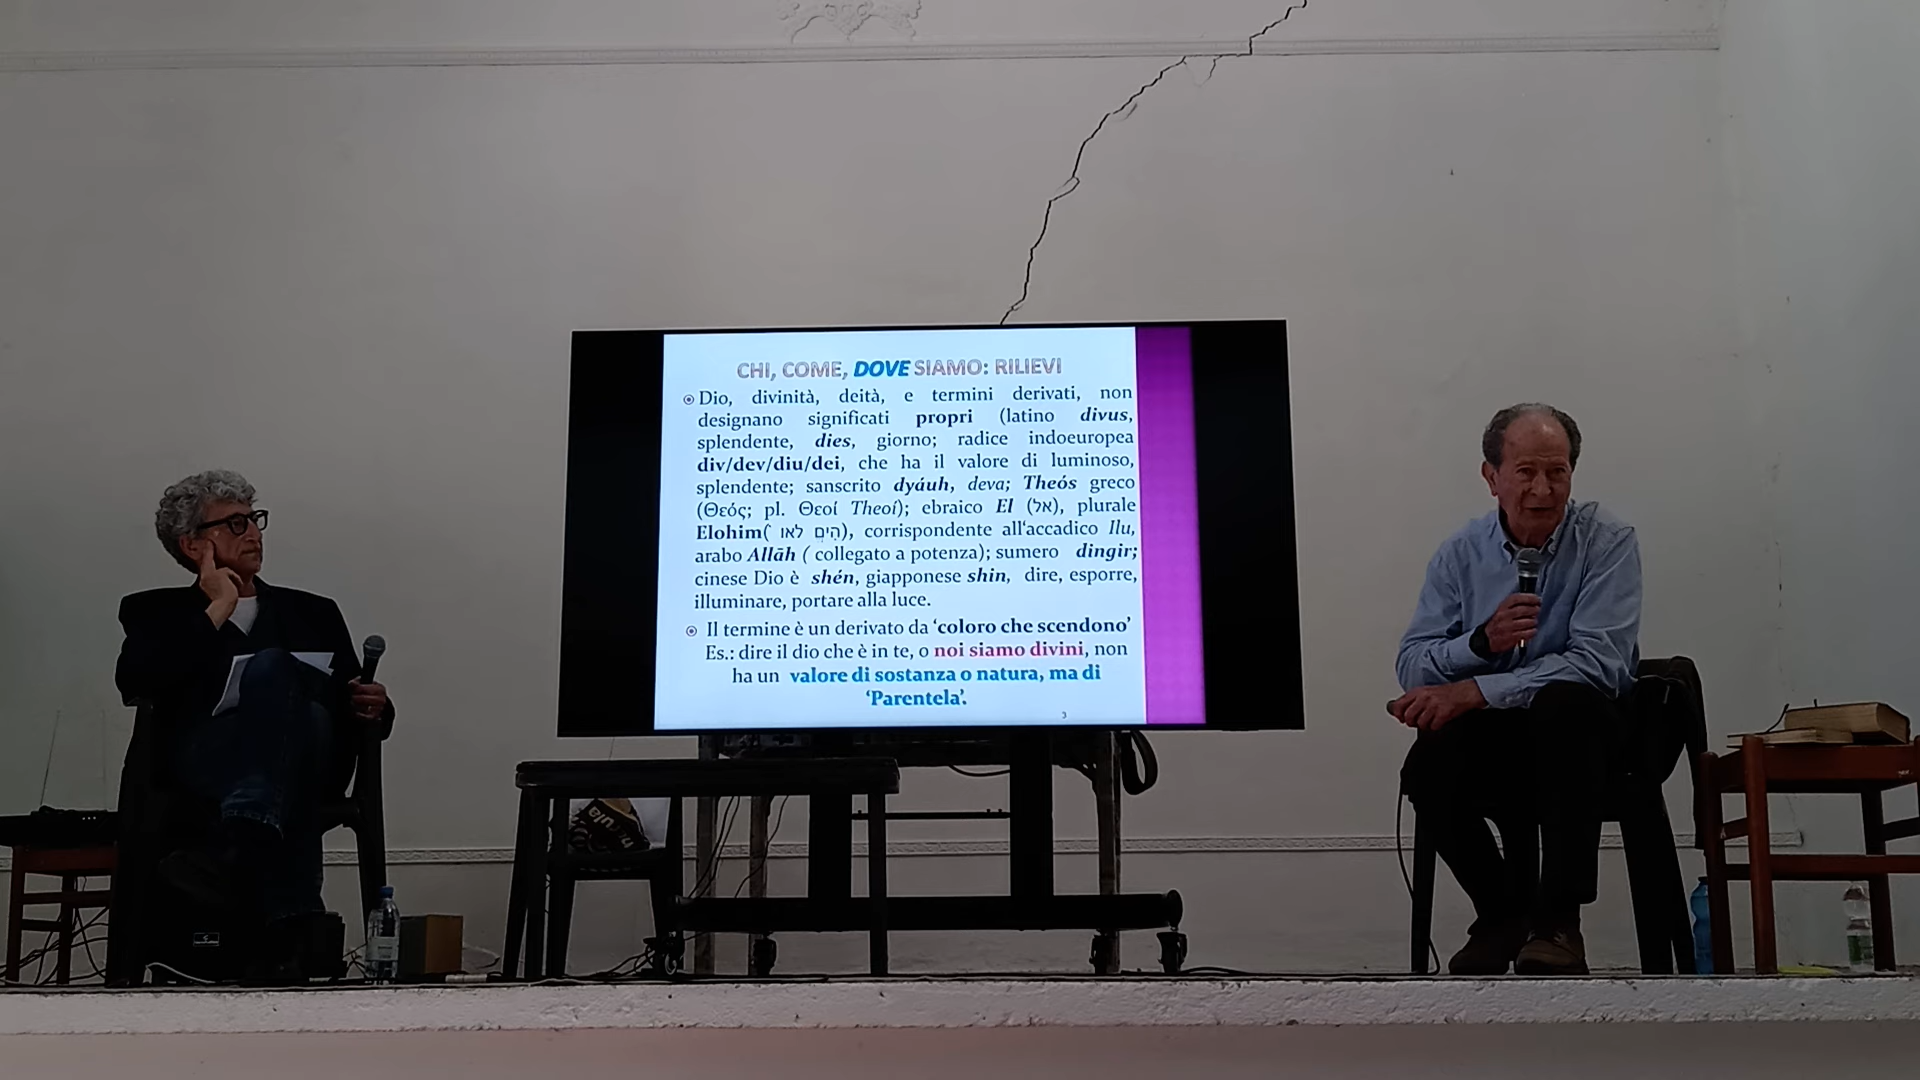 CHI, COME, DOVE SIAMO: RILIEVI
Dio, divinità, deità, e termini derivati, non
designano significati propri (latino divus,
splendente, dies, giorno; radice indoeuropea
div/dev/diu/dei, che ha il valore di luminoso,
splendente; sanscrito dyáuh, deva; Theós greco
(Θεός; pl. Θεοί Theoí); ebraico El (אל), plurale
Elohim( הִים לאו), corrispondente all'accadico Ilu,
arabo Allāh ( collegato a potenza); sumero dingir;
cinese Dio è shén, giapponese shin, dire, esporre,
illuminare, portare alla luce.
Il termine è un derivato da ‘coloro che scendono’
Es.: dire il dio che è in te, o noi siamo divini, non
ha un valore di sostanza o natura, ma di
‘Parentela’.
3